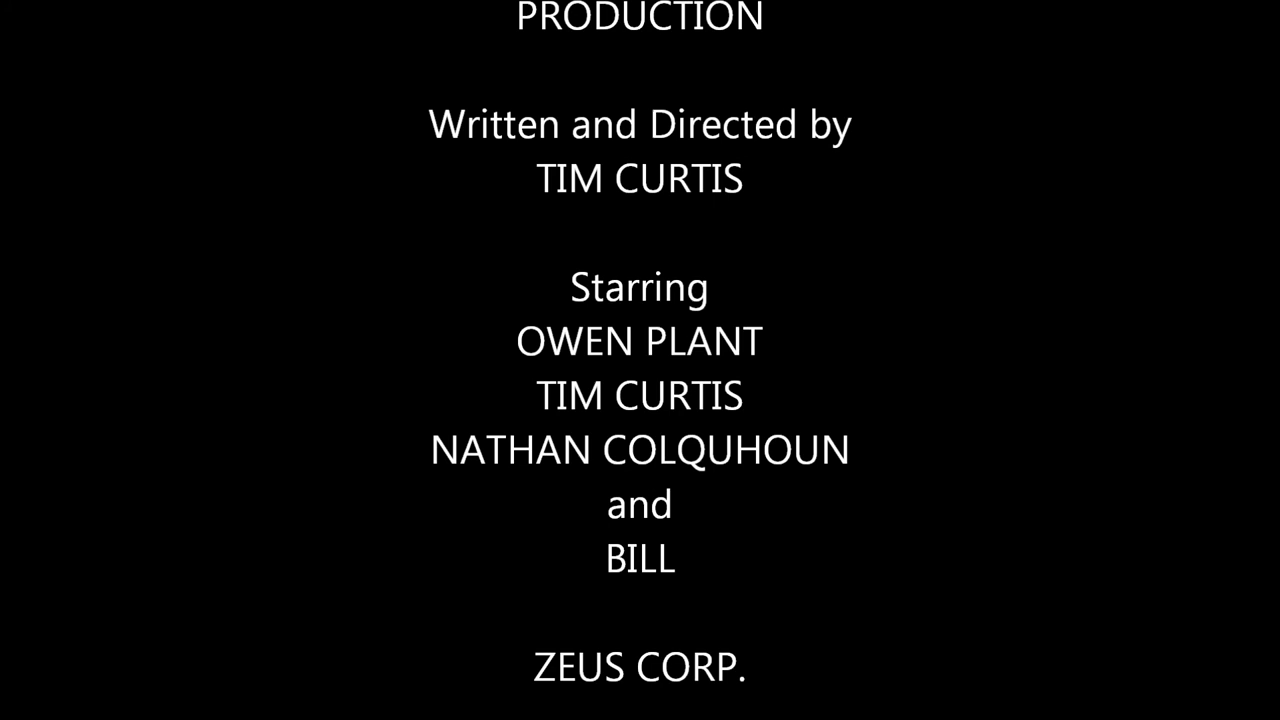 PRODUCTION
Written and Directed by
TIM CURTIS
Starring
OWEN PLANT
TIM CURTIS
NATHAN COLQUHOUN
and
BILL
ZEUS CORP.